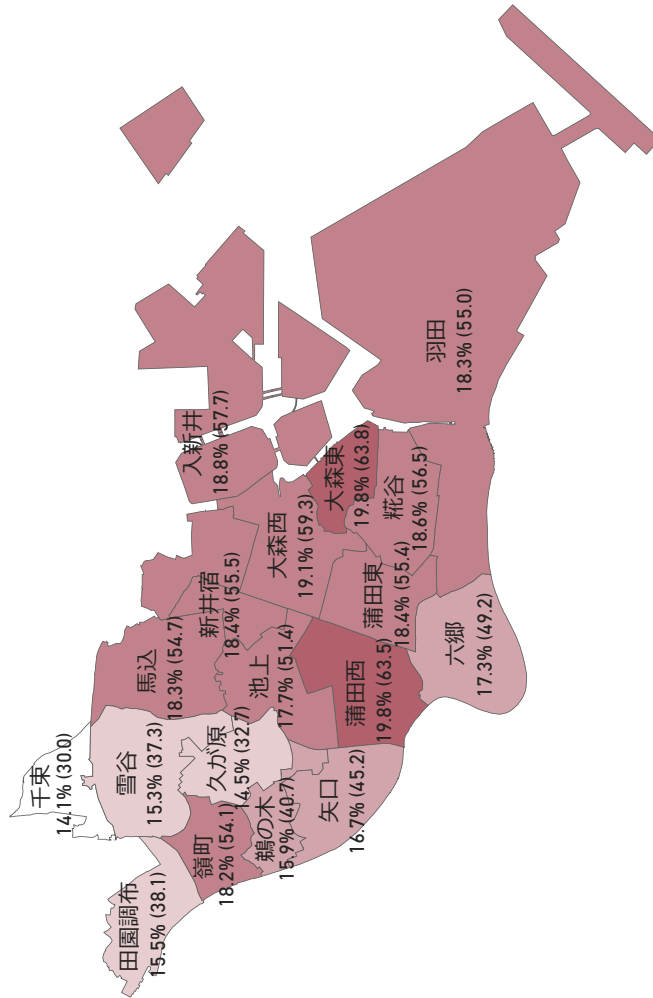 千束
14.1% (30.0)
田園調布
15.5% (38.1)
雪谷
15.3% (37.3)
嶺町
18.2% (54.1)
久が原
14.5% (32.7)
鵜の木
15.9% (40.7)
矢口
16.7% (45.2)
馬込
18.3% (54.7)
池上
17.7% (51.4)
新井宿
18.4% (55.5)
蒲田西
19.8% (63.5)
入新井
18.8% (57.7)
大森西
19.1% (59.3)
大森東
19.8% (63.8)
蒲田東
18.4% (55.4)
糀谷
18.6% (56.5)
六郷
17.3% (49.2)
羽田
18.3% (55.0)